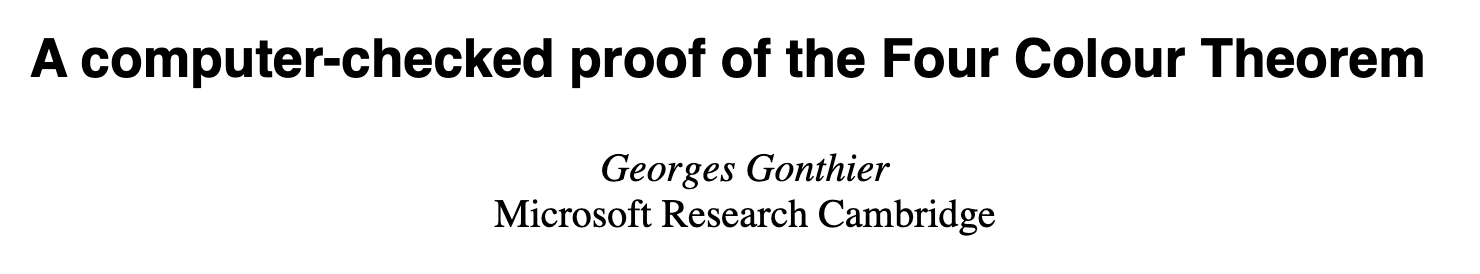 A computer-checked proof of the Four Colour Theorem
Georges Gonthier
Microsoft Research Cambridge